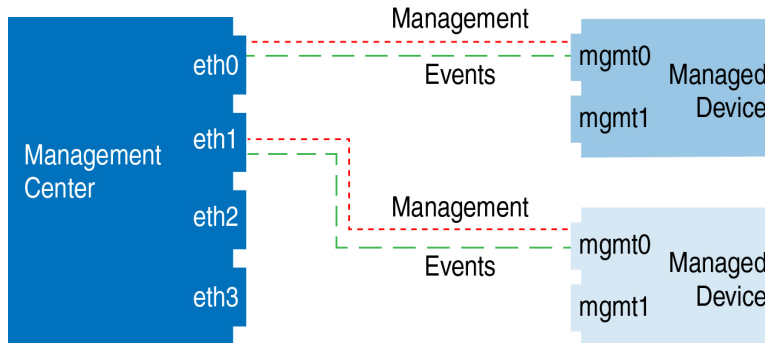 Management
eth0
Events
mgmt0
Managed
Device
mgmt1
eth1
Management
Center
eth2
Management
mgmt0
Events
Managed
Device
eth3
mgmt1